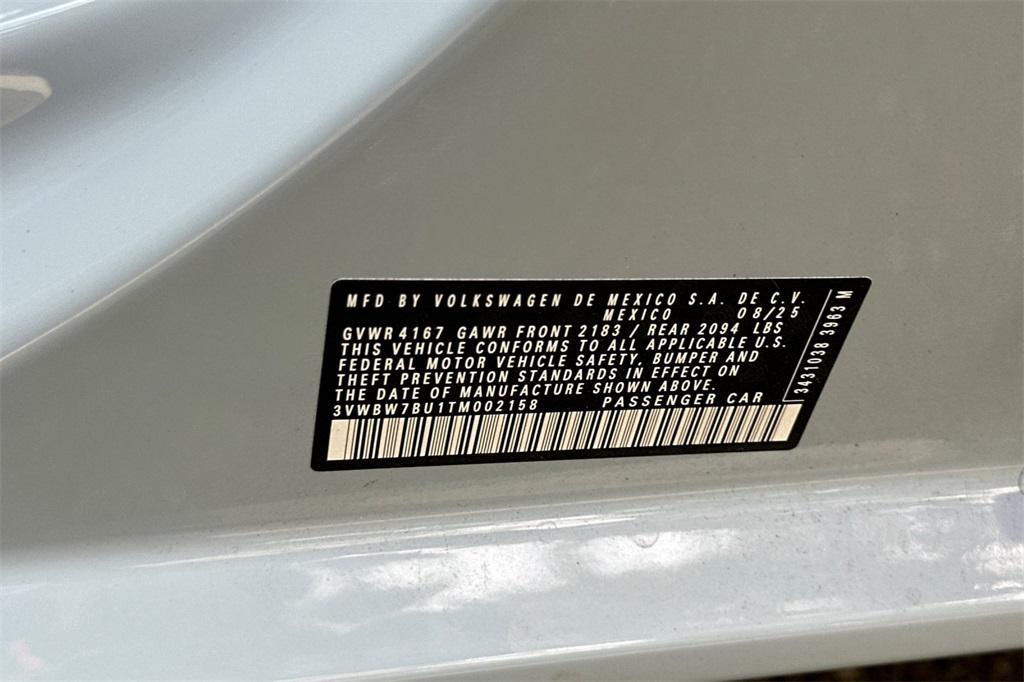 MFD BY VOLKSWAGEN DE MEXICO S.A. DE C.V.
MEXICO 08/25
GVWR 4167 GAWR FRONT 2183 / REAR 2094 LBS
THIS VEHICLE CONFORMS TO ALL APPLICABLE U.S.
FEDERAL MOTOR VEHICLE SAFETY, BUMPER AND
THEFT PREVENTION STANDARDS IN EFFECT ON
THE DATE OF MANUFACTURE SHOWN ABOVE.
3VWBW7BU1TM002158 PASSENGER CAR
3431038 3963 M